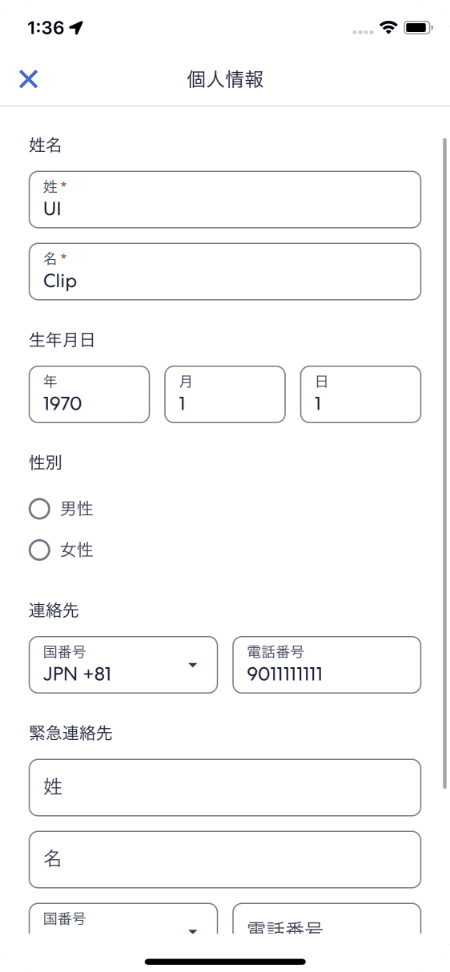 1:36
個人情報
姓名
姓 *
UI
名 *
Clip
生年月日
年 月 日
1970 1 1
性別
男性
女性
連絡先
国番号 電話番号
JPN +81 9011111111
緊急連絡先
姓
名
国番号
電話番号